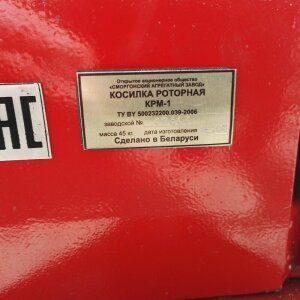 Открытое акционерное общество
«СМОРГОНСКИЙ АГРЕГАТНЫЙ ЗАВОД»
КОСИЛКА РОТОРНАЯ
КРМ-1
ТУ BY 500232200.039-2006
заводской №
масса 45 кг. дата изготовления
Сделано в Беларуси
ЕАС